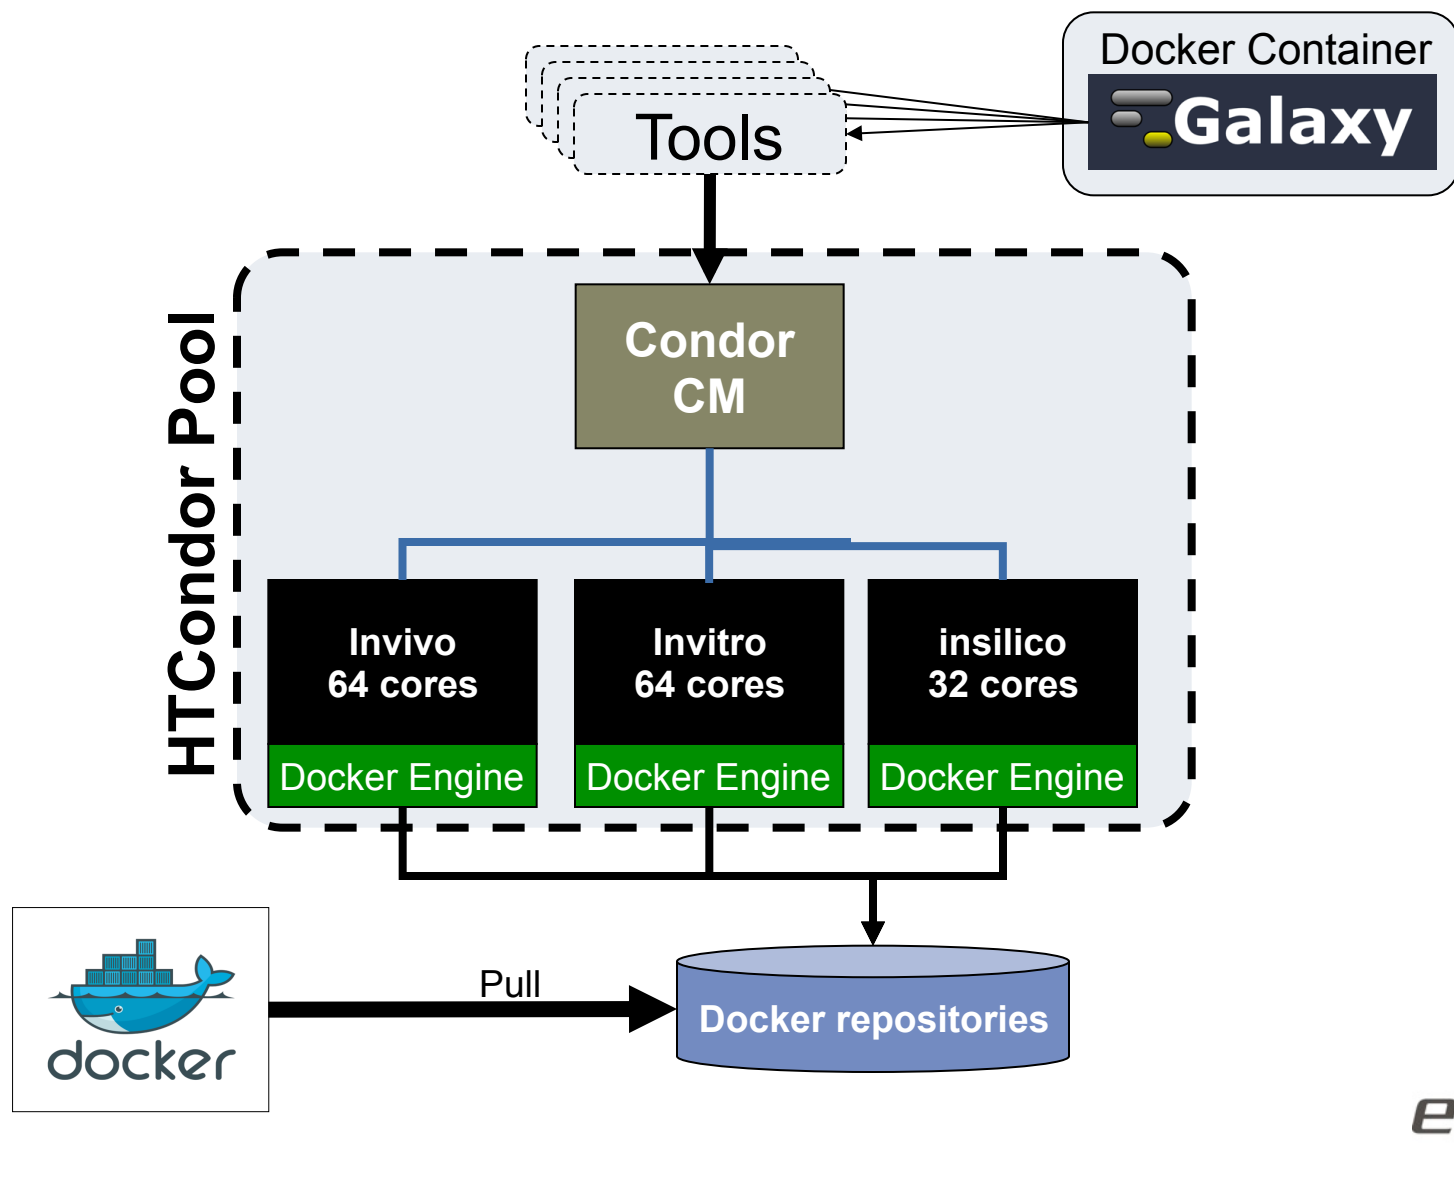 Docker Container
Galaxy
Tools
HTCondor Pool
Condor
CM
Invivo
64 cores
Invitro
64 cores
insilico
32 cores
Docker Engine
Docker Engine
Docker Engine
Pull
docker
Docker repositories
e